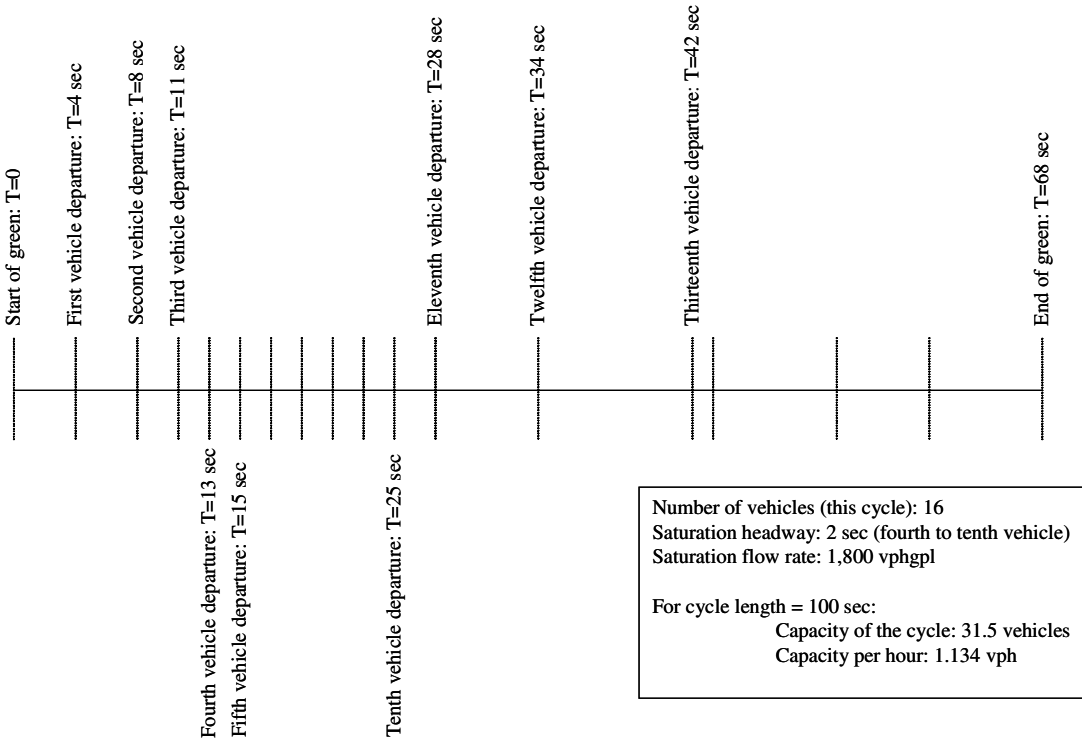 Start of green: T=0
First vehicle departure: T=4 sec
Second vehicle departure: T=8 sec
Third vehicle departure: T=11 sec
Eleventh vehicle departure: T=28 sec
Twelfth vehicle departure: T=34 sec
Thirteenth vehicle departure: T=42 sec
End of green: T=68 sec
Fourth vehicle departure: T=13 sec
Fifth vehicle departure: T=15 sec
Tenth vehicle departure: T=25 sec
Number of vehicles (this cycle): 16
Saturation headway: 2 sec (fourth to tenth vehicle)
Saturation flow rate: 1,800 vphgpl
For cycle length = 100 sec:
Capacity of the cycle: 31.5 vehicles
Capacity per hour: 1.134 vph